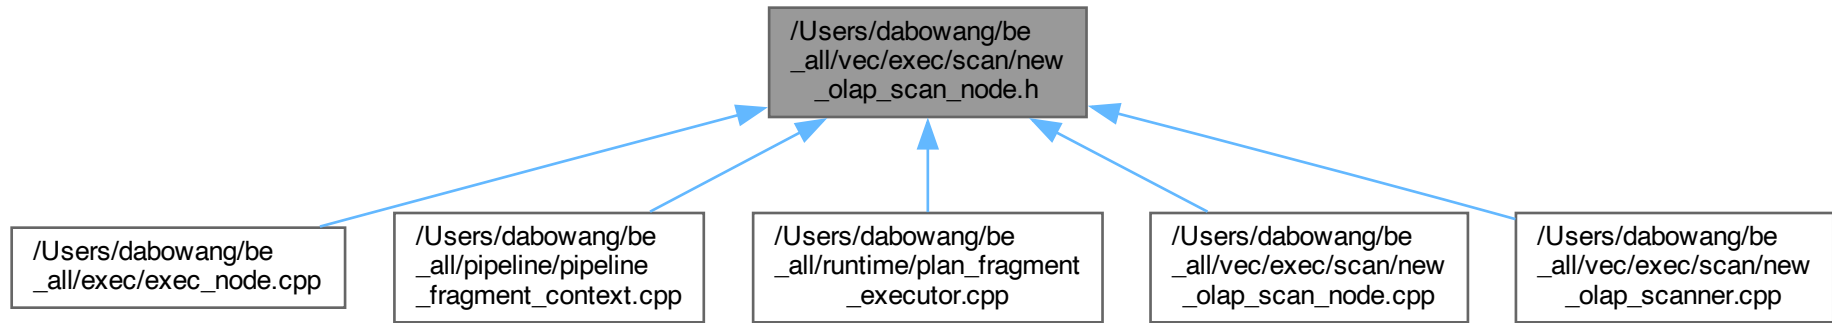 /Users/dabowang/be
_all/vec/exec/scan/new
_olap_scan_node.h
/Users/dabowang/be
_all/exec/exec_node.cpp
/Users/dabowang/be
_all/pipeline/pipeline
_fragment_context.cpp
/Users/dabowang/be
_all/runtime/plan_fragment
_executor.cpp
/Users/dabowang/be
_all/vec/exec/scan/new
_olap_scan_node.cpp
/Users/dabowang/be
_all/vec/exec/scan/new
_olap_scanner.cpp